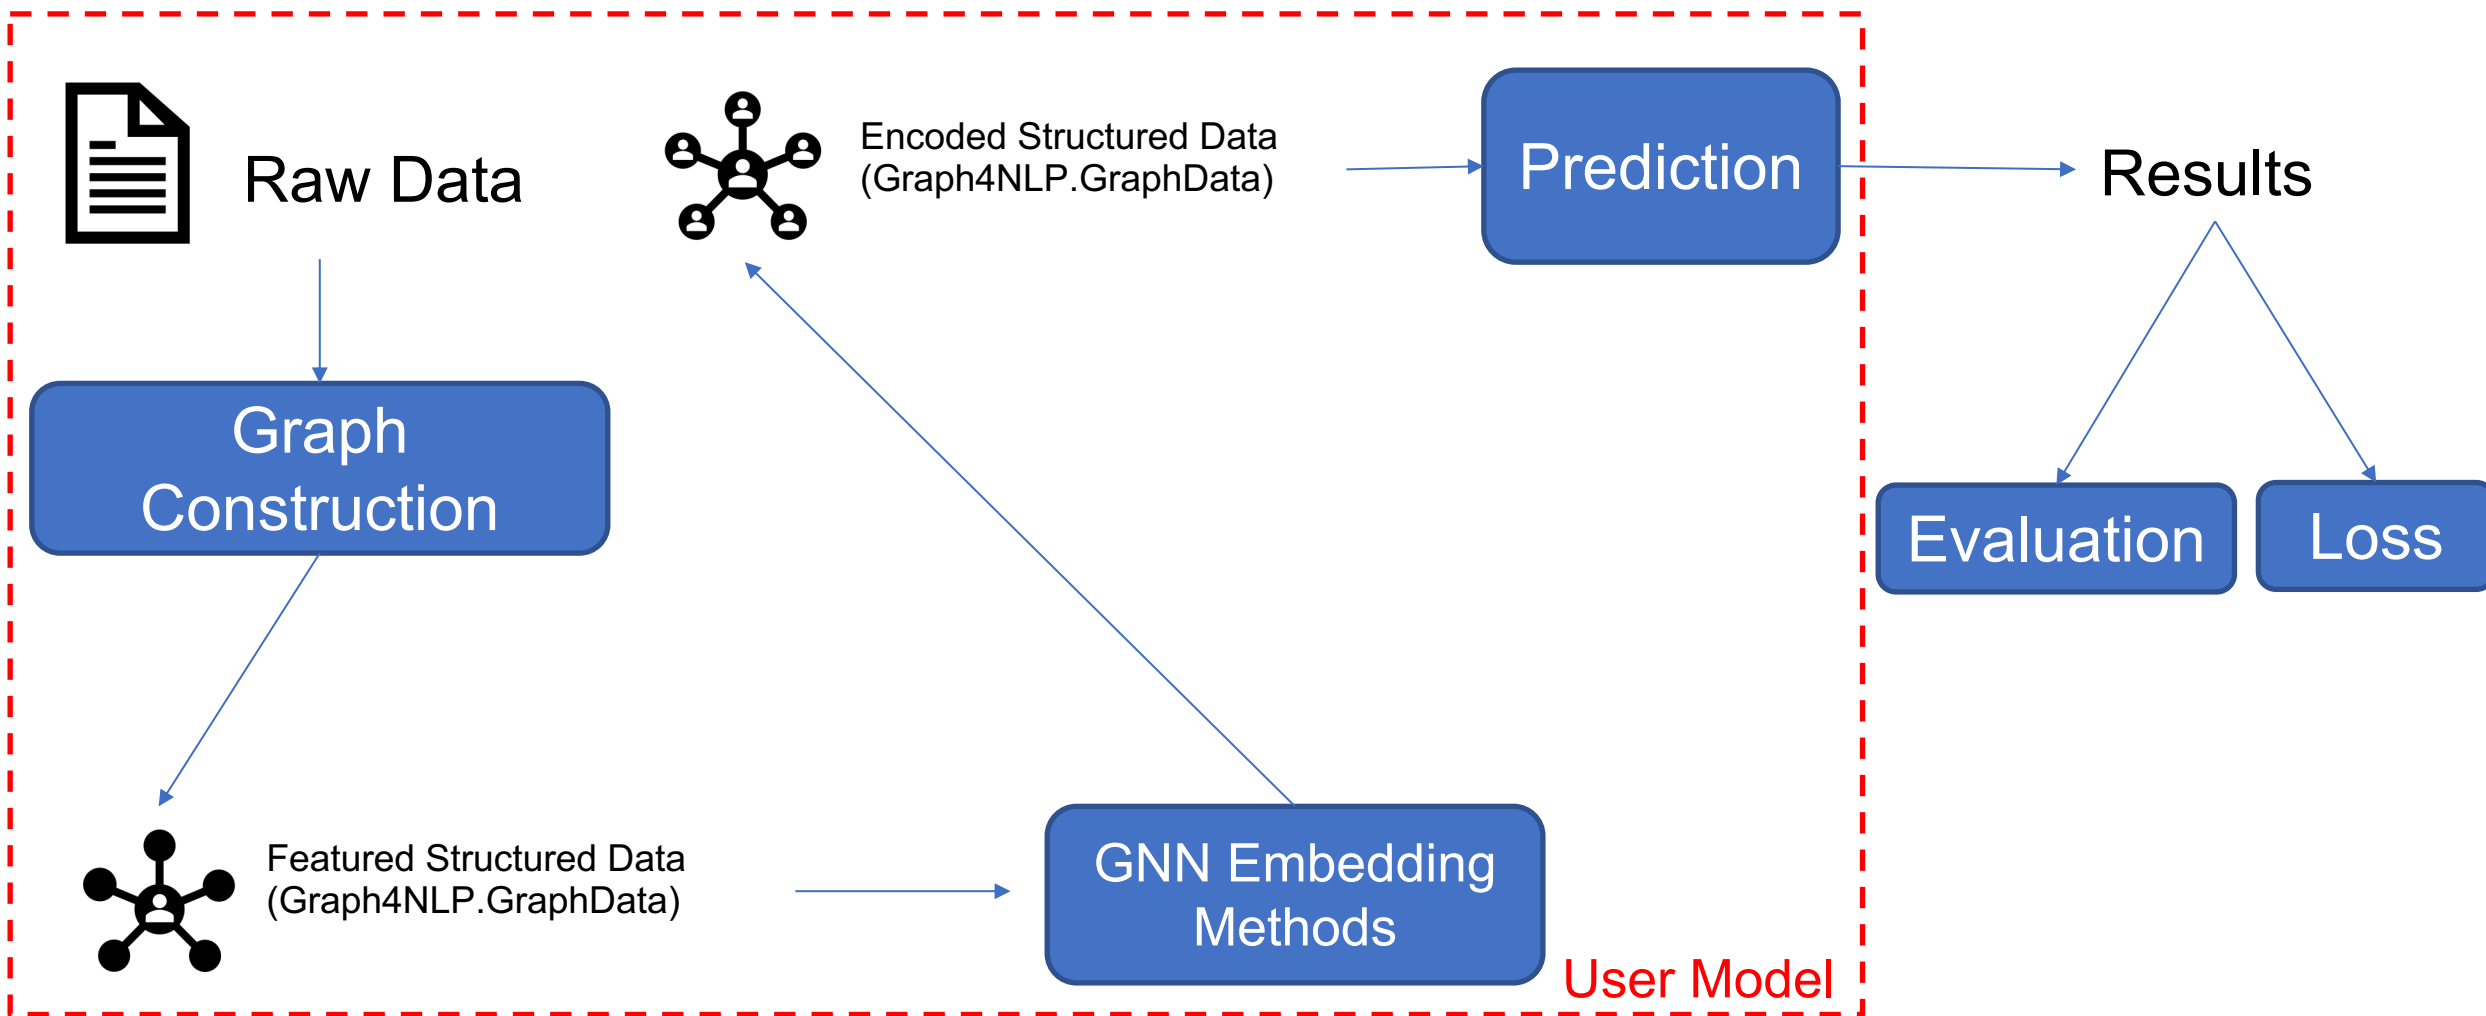 Raw Data
Encoded Structured Data
(Graph4NLP.GraphData)
Prediction
Results
Graph
Construction
Evaluation
Loss
Featured Structured Data
(Graph4NLP.GraphData)
GNN Embedding
Methods
User Model